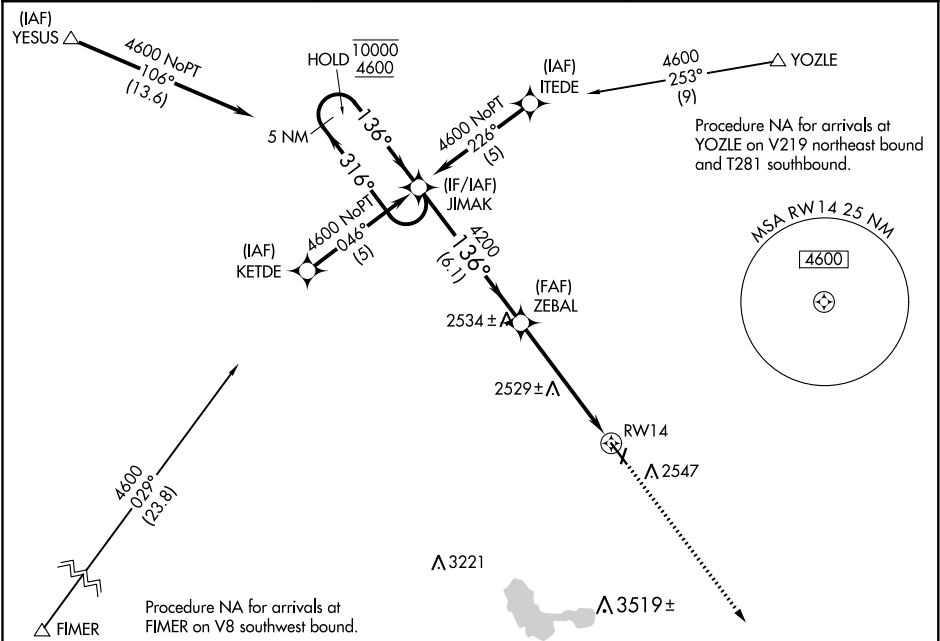 (IAF)
YESUS
4600 NoPT
106°
(13.6)
HOLD
10000
4600
5 NM
136°
316°
(IAF)
ITEDE
4600 NoPT
226°
(5)
4600
253°
(9)
YOZLE
Procedure NA for arrivals at
YOZLE on V219 northeast bound
and T281 southbound.
(IF/IAF)
JIMAK
4600 NoPT
046°
(5)
(IAF)
KETDE
4200
136°
(6.1)
(FAF)
ZEBAL
2534 ±
2529 ±
RW14
2547
MSA RW14 25 NM
4600
4600
029°
(23.8)
3221
3519 ±
FIMER
Procedure NA for arrivals at
FIMER on V8 southwest bound.